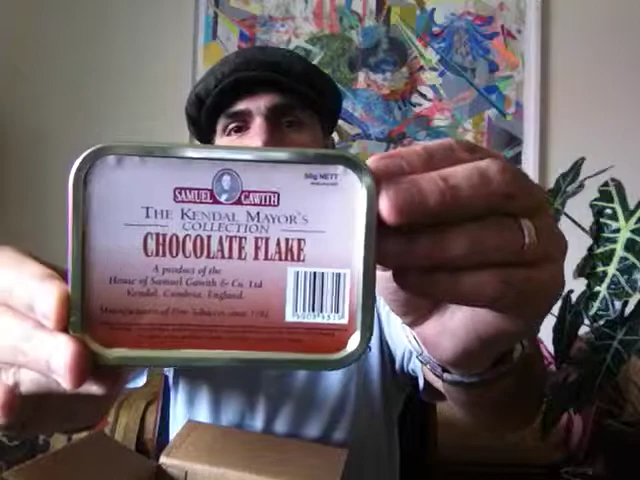 50g NETT
SAMUEL GAWITH
THE KENDAL MAYOR'S
COLLECTION
CHOCOLATE FLAKE
A product of the
House of Samuel Gawith & Co. Ltd
Kendal, Cumbria, England.
Manufacturers of Fine Tobaccos since 1792